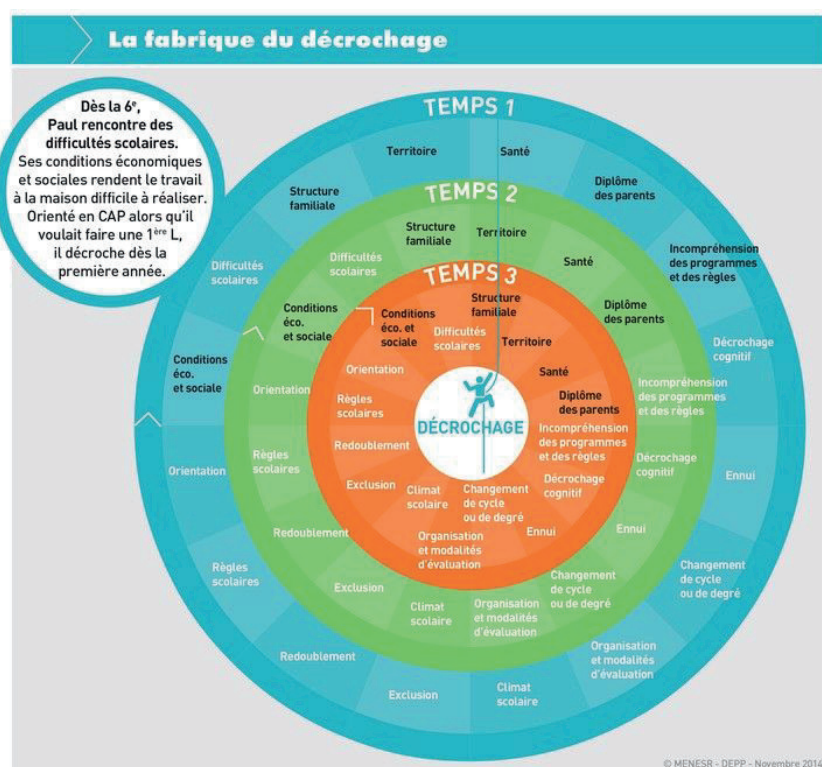 La fabrique du décrochage
Dès la 6e,
Paul rencontre des
difficultés scolaires.
Ses conditions économiques
et sociales rendent le travail
à la maison difficile à réaliser.
Orienté en CAP alors qu'il
voulait faire une 1ère L,
il décroche dès la
première année.
TEMPS 1
Territoire
Santé
Diplôme
des parents
Incompréhension
des programmes
et des règles
Décrochage
cognitif
Ennui
Changement
de cycle
ou de degré
Organisation
et modalités
d'évaluation
Climat
scolaire
Exclusion
Redoublement
Règles
scolaires
Orientation
Conditions
éco.
et sociale
Difficultés
scolaires
Structure
familiale
TEMPS 2
Structure
familiale
Territoire
Santé
Diplôme
des parents
Incompréhension
des programmes
et des règles
Décrochage
cognitif
Ennui
Changement
de cycle
ou de degré
Organisation
et modalités
d'évaluation
Climat
scolaire
Exclusion
Redoublement
Règles
scolaires
Orientation
Conditions
éco.
et sociale
Difficultés
scolaires
TEMPS 3
Structure
familiale
Territoire
Santé
Diplôme
des parents
Incompréhension
des programmes
et des règles
Décrochage
cognitif
Ennui
Changement
de cycle
ou de degré
Organisation
et modalités
d'évaluation
Climat
scolaire
Exclusion
Redoublement
Règles
scolaires
Orientation
Conditions
éco. et
sociale
Difficultés
scolaires
DÉCROCHAGE
© MENESR - DEPP - Novembre 2014